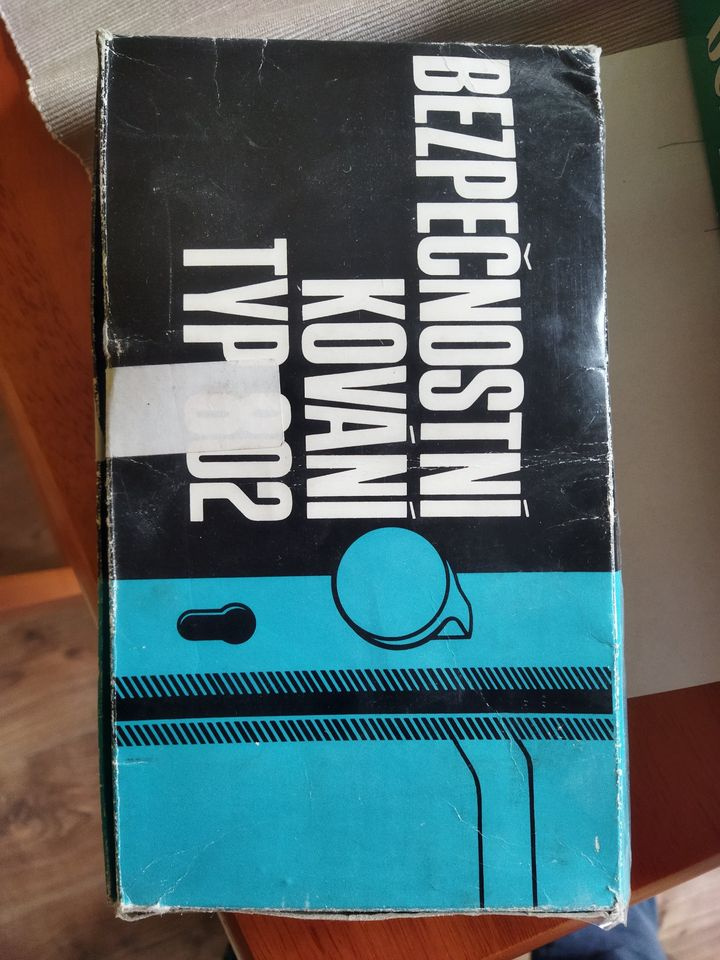 BEZPEČNOSTNÍ
KOVÁNÍ
TYP 802